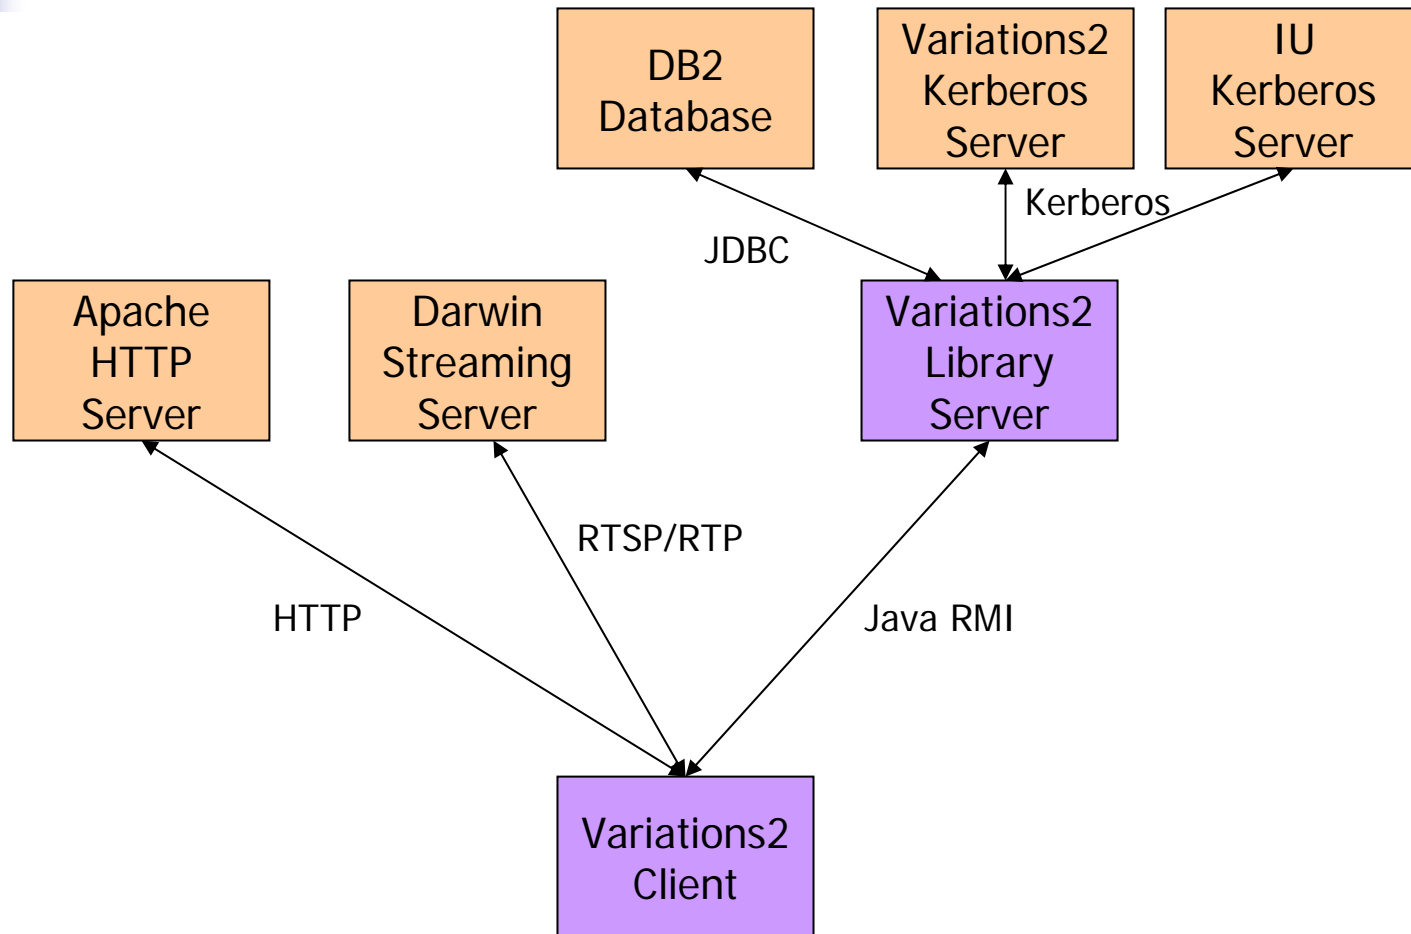 DB2
Database
Variations2
Kerberos
Server
IU
Kerberos
Server
Kerberos
JDBC
Apache
HTTP
Server
Darwin
Streaming
Server
Variations2
Library
Server
RTSP/RTP
HTTP
Java RMI
Variations2
Client